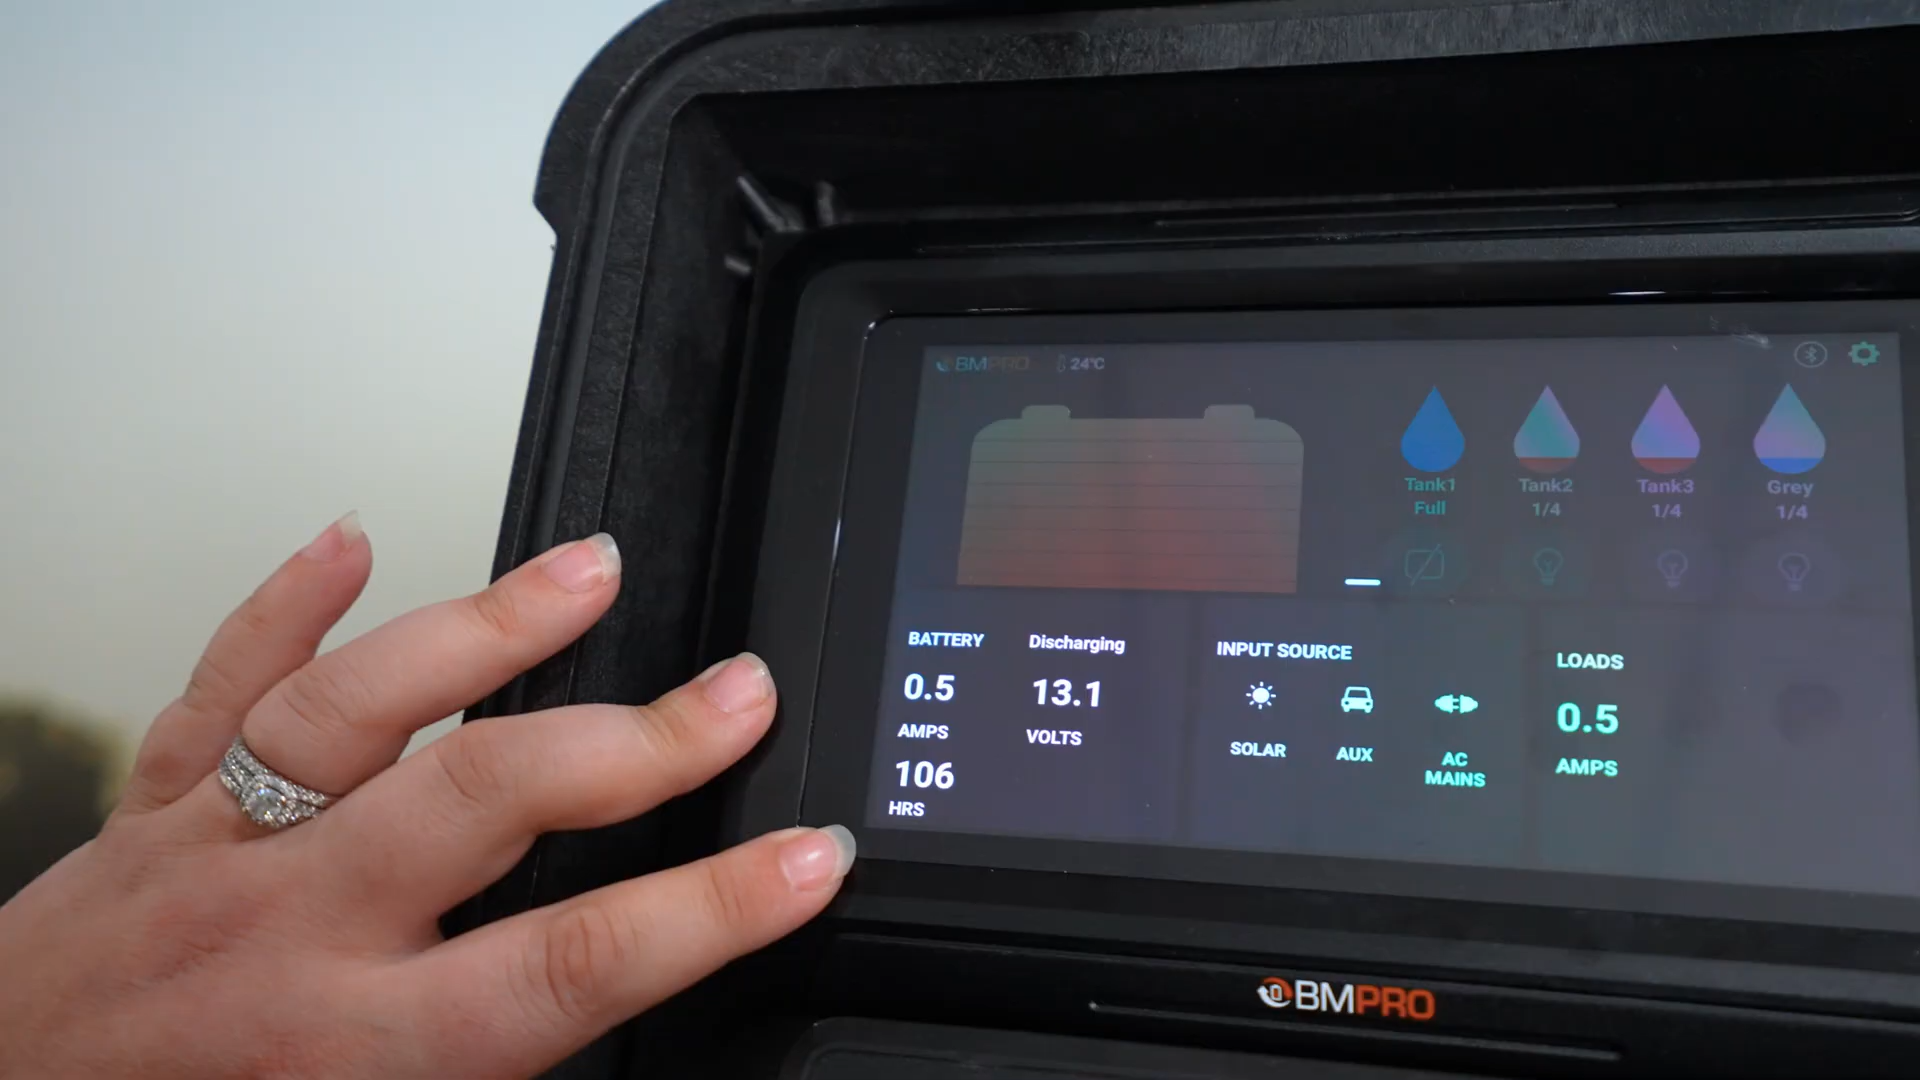 BMPRO 24°C
Tank1 Tank2 Tank3 Grey
Full 1/4 1/4 1/4
BATTERY Discharging
0.5 13.1
AMPS VOLTS
106
HRS
INPUT SOURCE
SOLAR AUX AC MAINS
LOADS
0.5
AMPS
BMPRO